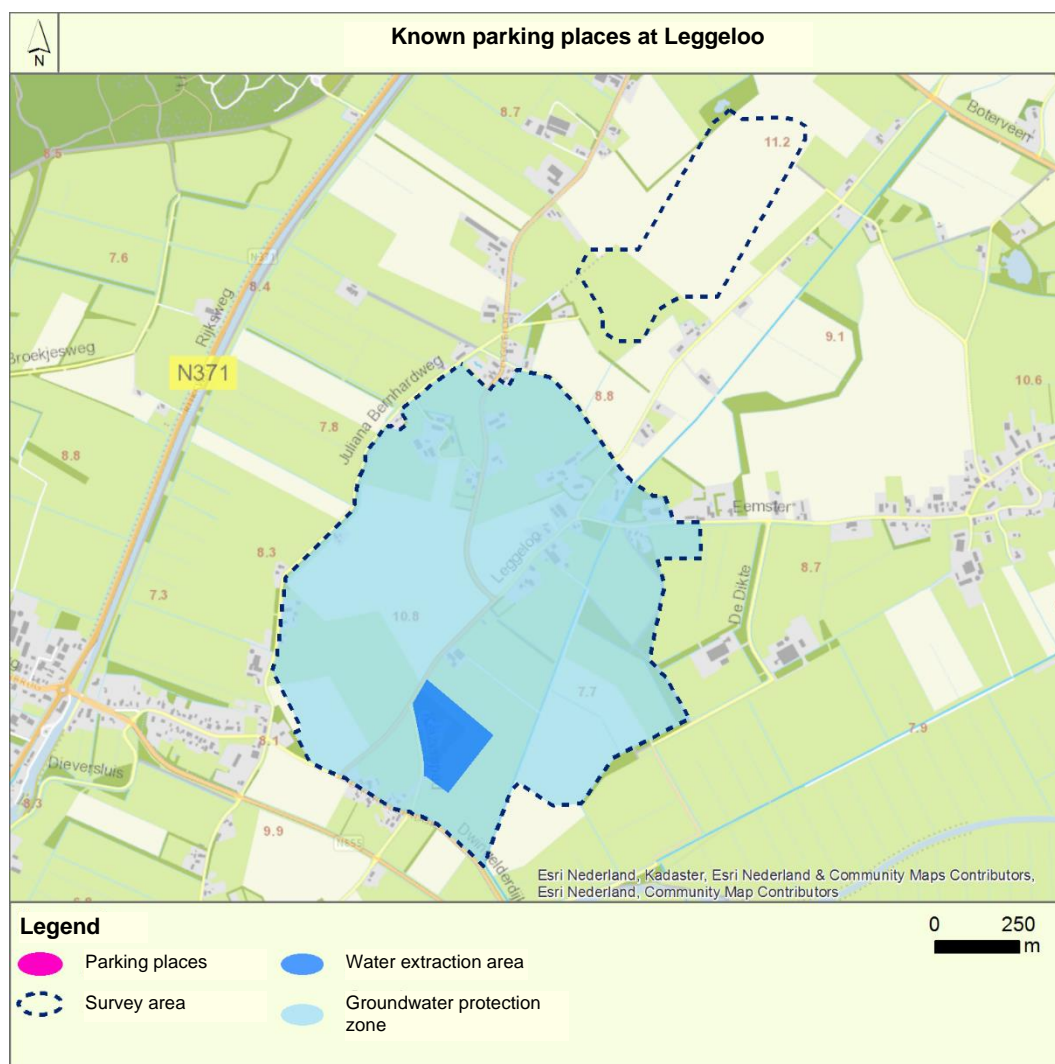 Known parking places at Leggeloo
N
8.7
11.2
Boterveen
8.5
7.6
N371
8.4
Rijksweg
Broekjesweg
N371
9.1
10.6
Juliana Bernhardweg
8.8
7.8
8.8
Eemster
Leggeloo
8.3
8.7
7.3
De Dikte
10.8
7.7
7.9
8.1
Dieversluis
8.3
9.9
N855
Esri Nederland, Kadaster, Esri Nederland & Community Maps Contributors,
Esri Nederland, Community Map Contributors
Legend
0 250
m
Parking places
Water extraction area
Survey area
Groundwater protection
zone